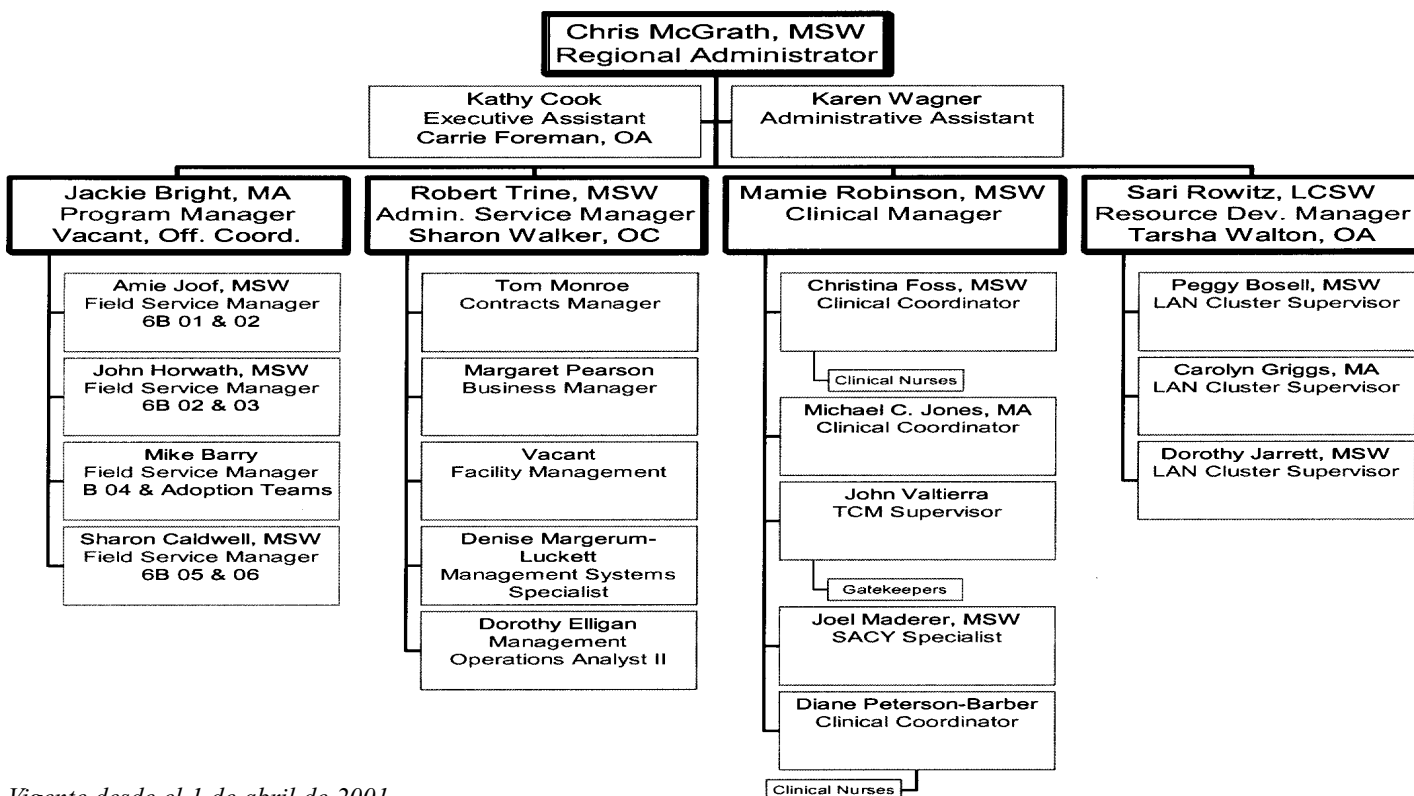 Chris McGrath, MSW
Regional Administrator
Kathy Cook
Executive Assistant
Carrie Foreman, OA
Karen Wagner
Administrative Assistant
Jackie Bright, MA
Program Manager
Vacant, Off. Coord.
Amie Joof, MSW
Field Service Manager
6B 01 & 02
John Horwath, MSW
Field Service Manager
6B 02 & 03
Mike Barry
Field Service Manager
B 04 & Adoption Teams
Sharon Caldwell, MSW
Field Service Manager
6B 05 & 06
Robert Trine, MSW
Admin. Service Manager
Sharon Walker, OC
Tom Monroe
Contracts Manager
Margaret Pearson
Business Manager
Vacant
Facility Management
Denise Margerum-
Luckett
Management Systems
Specialist
Dorothy Elligan
Management
Operations Analyst II
Mamie Robinson, MSW
Clinical Manager
Christina Foss, MSW
Clinical Coordinator
Clinical Nurses
Michael C. Jones, MA
Clinical Coordinator
John Valtierra
TCM Supervisor
Gatekeepers
Joel Maderer, MSW
SACY Specialist
Diane Peterson-Barber
Clinical Coordinator
Clinical Nurses
Sari Rowitz, LCSW
Resource Dev. Manager
Tarsha Walton, OA
Peggy Bosell, MSW
LAN Cluster Supervisor
Carolyn Griggs, MA
LAN Cluster Supervisor
Dorothy Jarrett, MSW
LAN Cluster Supervisor
Vigente desde el 1 de abril de 2001